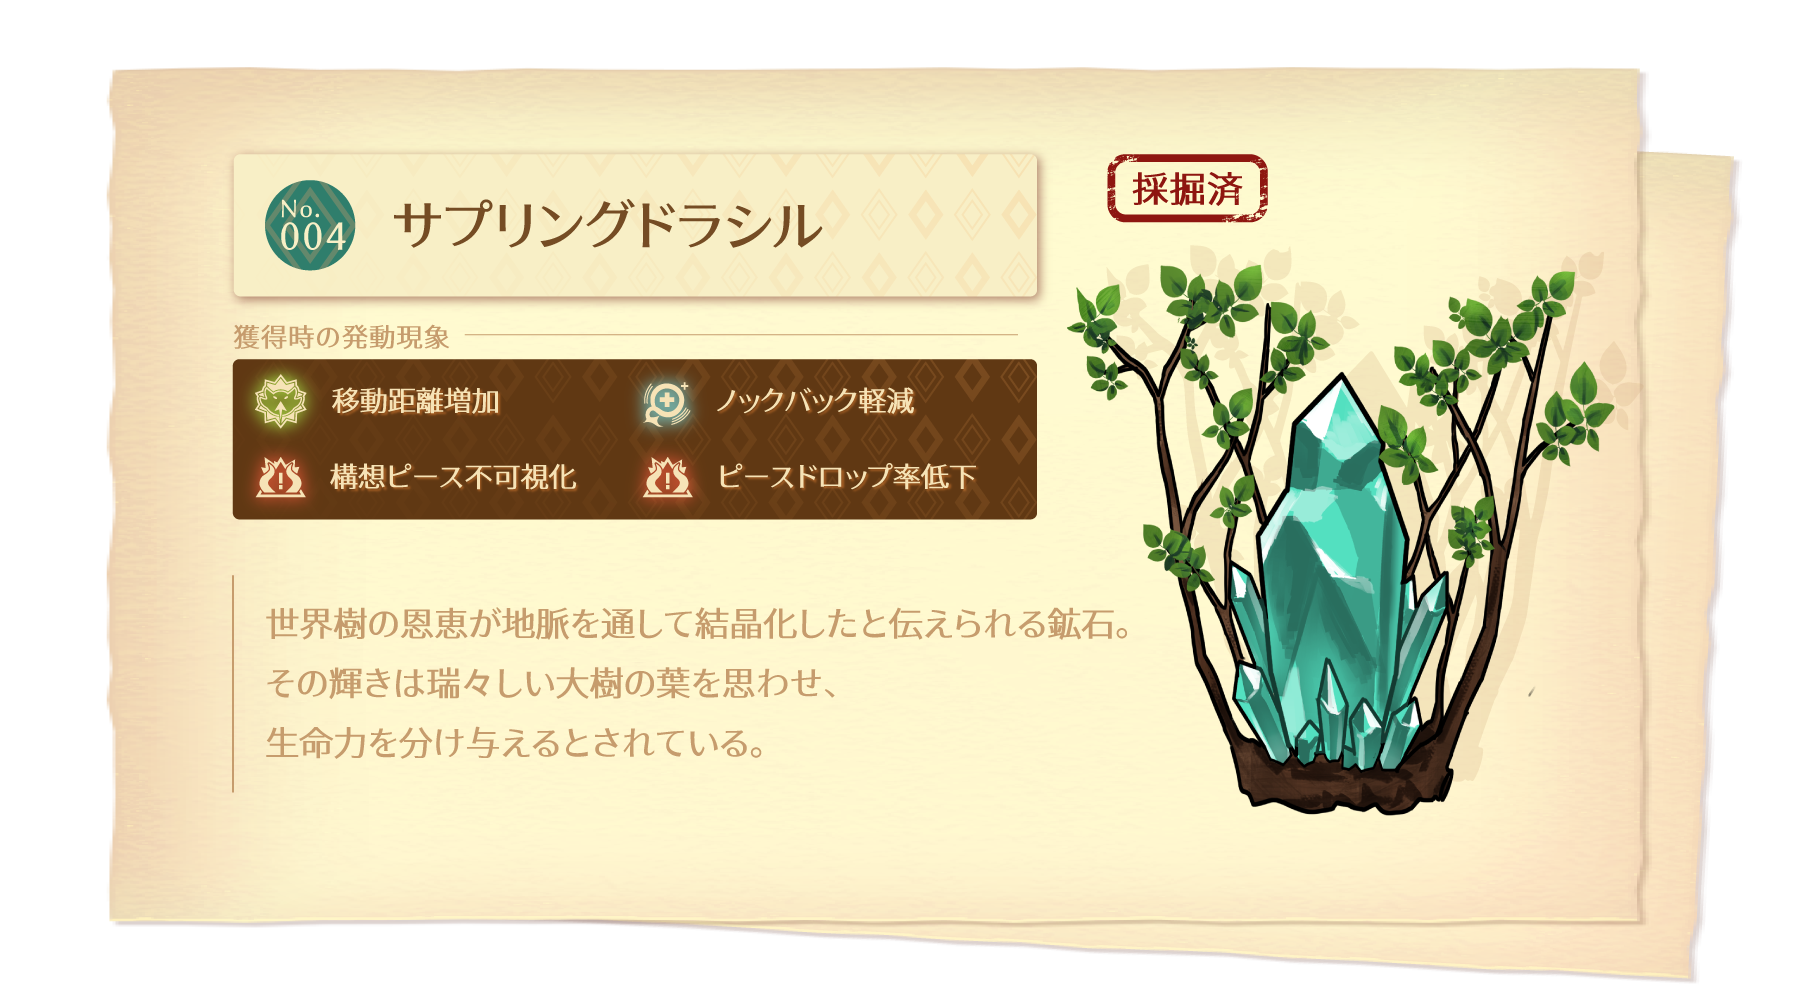 No.
004
サプリングドラシル
採掘済
獲得時の発動現象
移動距離増加
ノックバック軽減
構想ピース不可視化
ピースドロップ率低下
世界樹の恩恵が地脈を通して結晶化したと伝えられる鉱石。
その輝きは瑞々しい大樹の葉を思わせ、
生命力を分け与えるとされている。